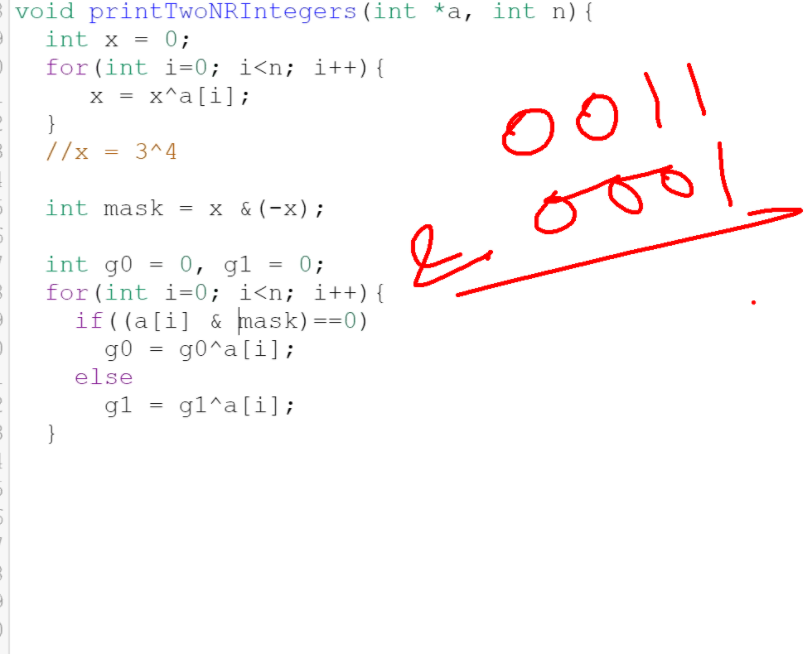 void printTwoNRIntegers(int *a, int n){
int x = 0;
for(int i=0; i<n; i++){
x = x^a[i];
}
//x = 3^4
int mask = x &(-x);
int g0 = 0, g1 = 0;
for(int i=0; i<n; i++){
if((a[i] & mask)==0)
g0 = g0^a[i];
else
g1 = g1^a[i];
}
0011
& 0001